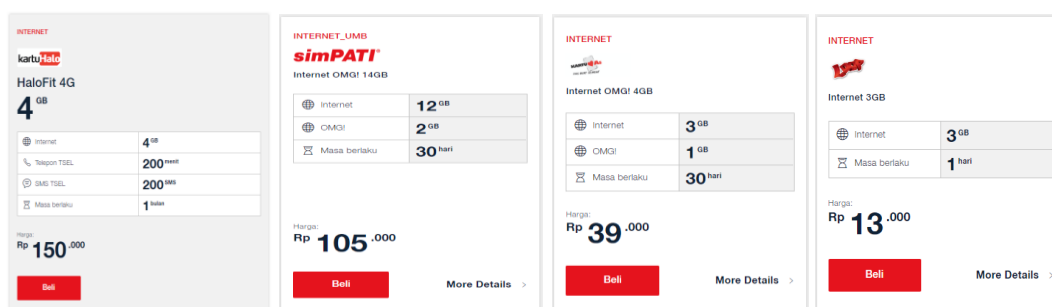 INTERNET
kartuHalo
HaloFit 4G
4 GB
Internet 4 GB
Telepon TSEL 200 menit
SMS TSEL 200 SMS
Masa berlaku 1 bulan
Harga:
Rp 150 .000
Beli
INTERNET_UMB
simPATI
Internet OMG! 14GB
Internet 12 GB
OMG! 2 GB
Masa berlaku 30 hari
Harga:
Rp 105 .000
Beli More Details >
INTERNET
Internet OMG! 4GB
Internet 3 GB
OMG! 1 GB
Masa berlaku 30 hari
Harga:
Rp 39 .000
Beli More Details >
INTERNET
Internet 3GB
Internet 3 GB
Masa berlaku 1 hari
Harga:
Rp 13 .000
Beli More Details >